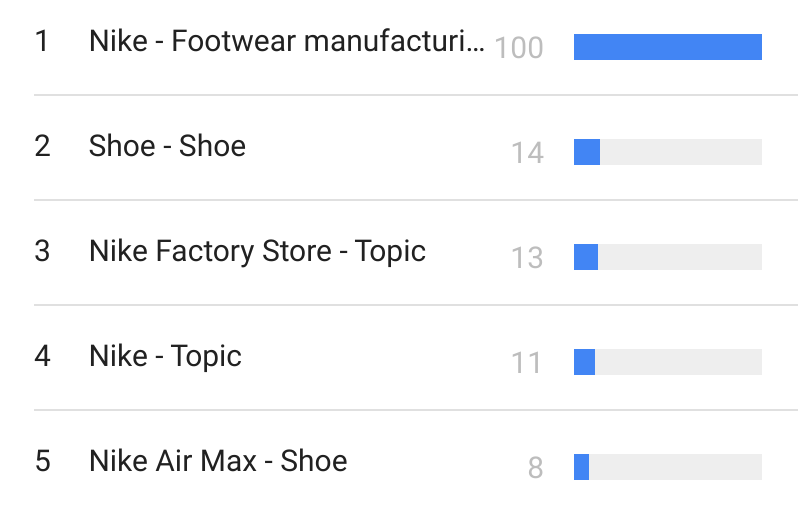 1 Nike - Footwear manufacturi... 100
2 Shoe - Shoe 14
3 Nike Factory Store - Topic 13
4 Nike - Topic 11
5 Nike Air Max - Shoe 8